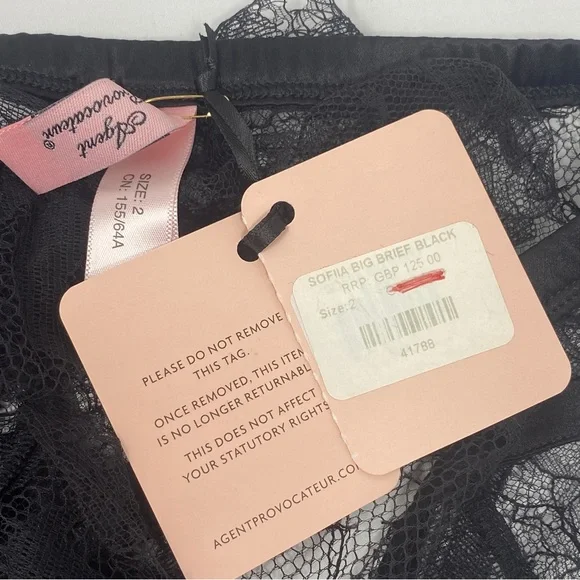 Agent
Provocateur®
SIZE: 2
CN: 155/64A
SOFIIA BIG BRIEF BLACK
RRP: GBP 125.00
Size:2
41788
PLEASE DO NOT REMOVE
THIS TAG.
ONCE REMOVED, THIS ITEM
IS NO LONGER RETURNABLE
THIS DOES NOT AFFECT
YOUR STATUTORY RIGHTS
AGENTPROVOCATEUR.CO